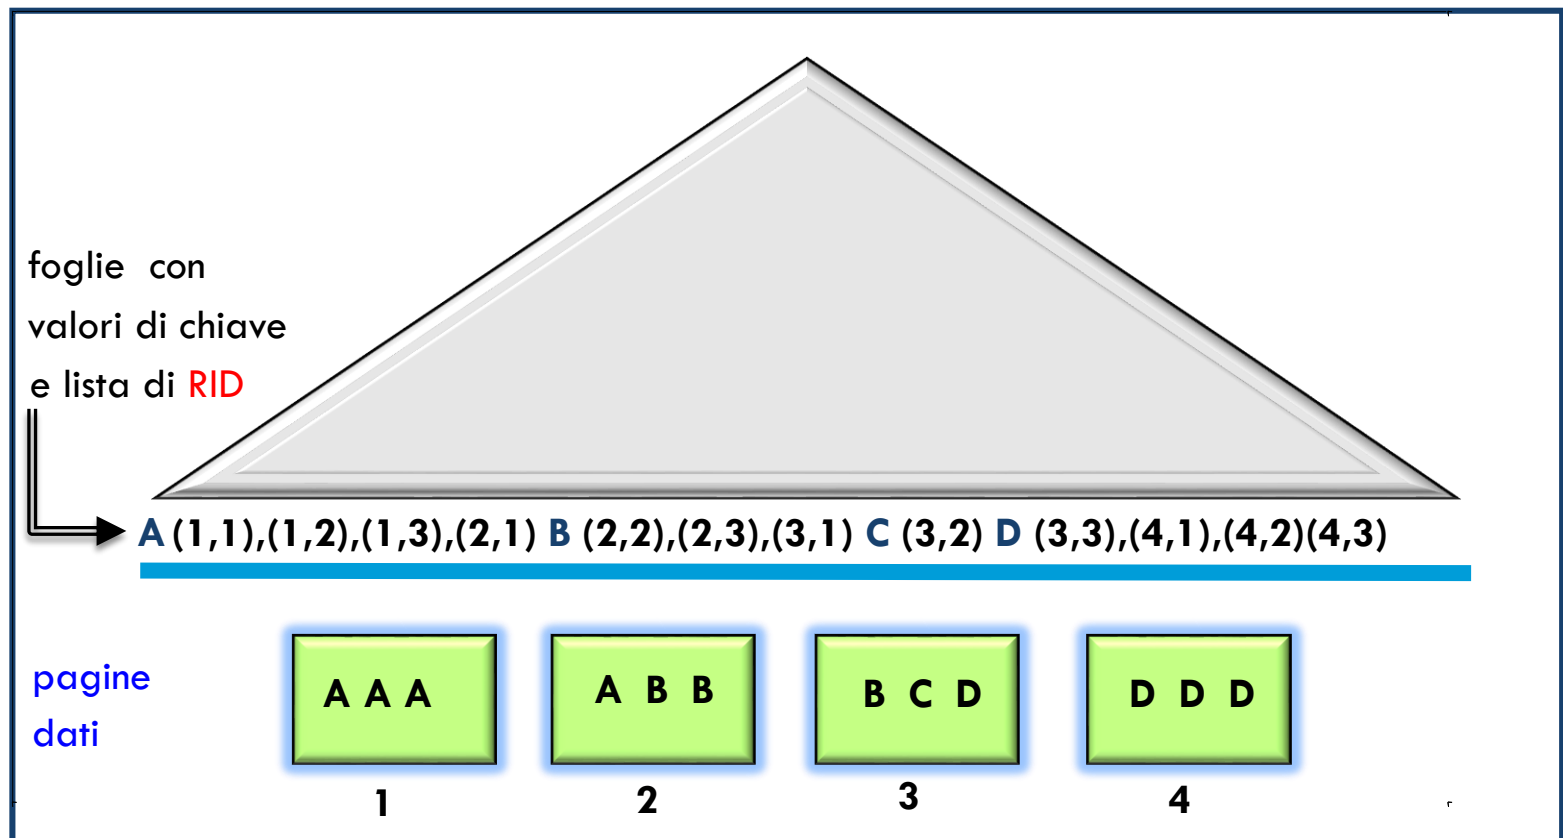 foglie con
valori di chiave
e lista di RID
A (1,1),(1,2),(1,3),(2,1) B (2,2),(2,3),(3,1) C (3,2) D (3,3),(4,1),(4,2)(4,3)
pagine
dati
A A A
A B B
B C D
D D D
1
2
3
4